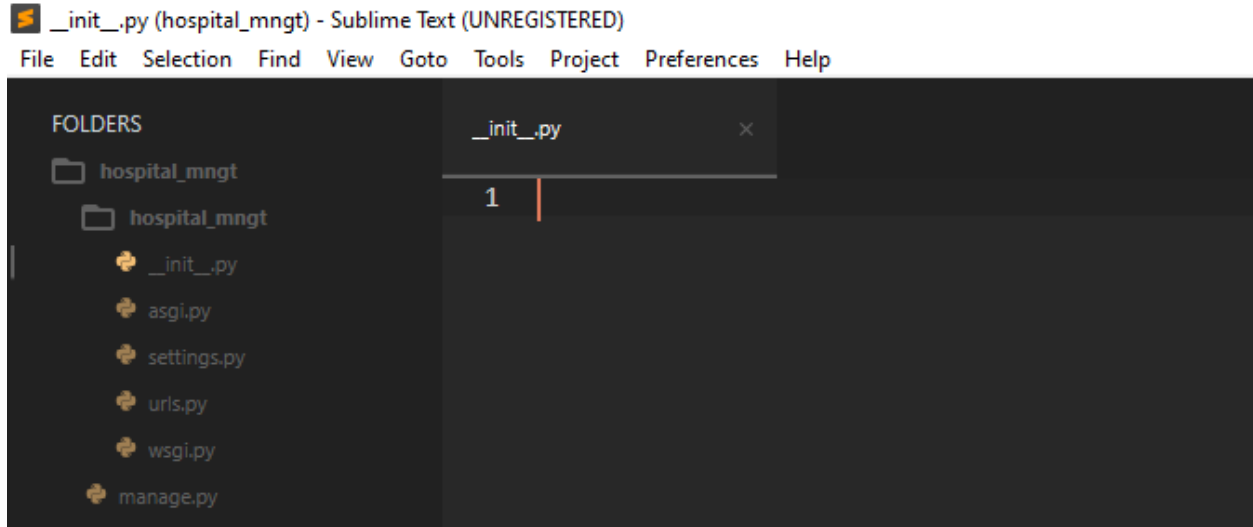 __init__.py (hospital_mngt) - Sublime Text (UNREGISTERED)
File Edit Selection Find View Goto Tools Project Preferences Help
FOLDERS
hospital_mngt
hospital_mngt
__init__.py
asgi.py
settings.py
urls.py
wsgi.py
manage.py
__init__.py ×
1